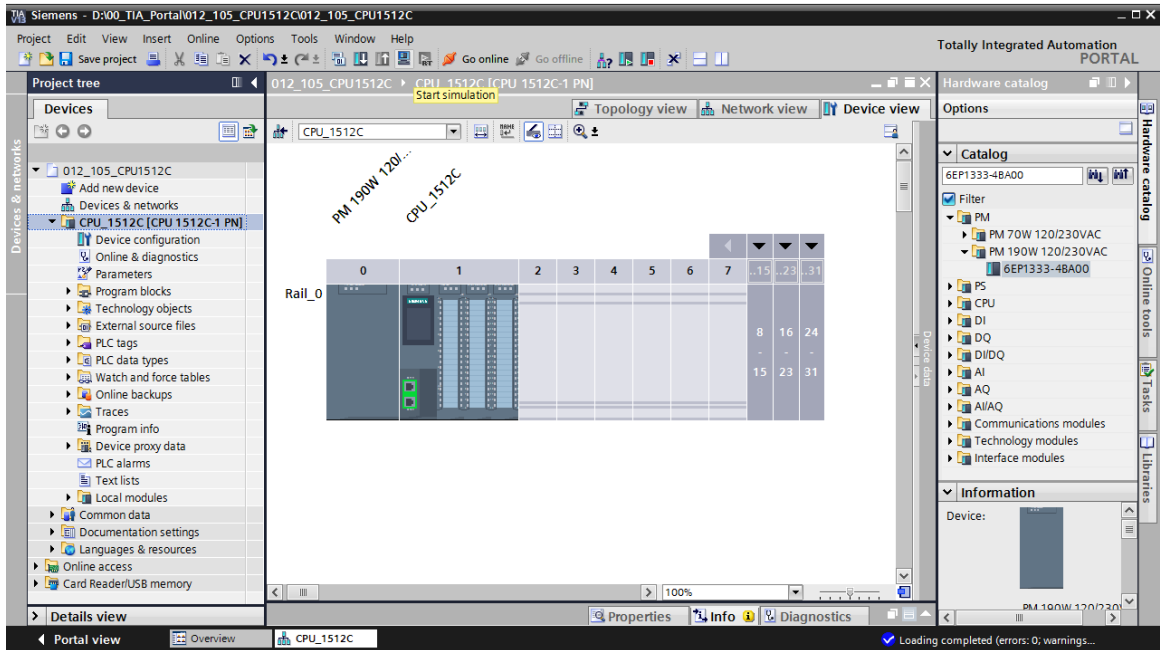 Siemens - D:\00_TIA_Portal\012_105_CPU1512C\012_105_CPU1512C
Project Edit View Insert Online Options Tools Window Help
Save project Go online Go offline
Totally Integrated Automation
PORTAL
Project tree
012_105_CPU1512C ▸ CPU_1512C [CPU 1512C-1 PN]
Start simulation
Hardware catalog
Devices
Topology view Network view Device view
Options
CPU_1512C
Devices & networks
012_105_CPU1512C
Add new device
Devices & networks
CPU_1512C [CPU 1512C-1 PN]
Device configuration
Online & diagnostics
Parameters
Program blocks
Technology objects
External source files
PLC tags
PLC data types
Watch and force tables
Online backups
Traces
Program info
Device proxy data
PLC alarms
Text lists
Local modules
Common data
Documentation settings
Languages & resources
Online access
Card Reader/USB memory
Details view
PM 190W 120/...
CPU_1512C
0 1 2 3 4 5 6 7 ..15 ..23 ..31
Rail_0
SIEMENS
8 16 24
- - -
15 23 31
Device data
100%
Properties Info Diagnostics
Catalog
6EP1333-4BA00
Filter
PM
PM 70W 120/230VAC
PM 190W 120/230VAC
6EP1333-4BA00
PS
CPU
DI
DQ
DI/DQ
AI
AQ
AI/AQ
Communications modules
Technology modules
Interface modules
Information
Device:
PM 190W 120/230V
Hardware catalog
Online tools
Tasks
Libraries
Portal view Overview CPU_1512C
Loading completed (errors: 0; warnings...